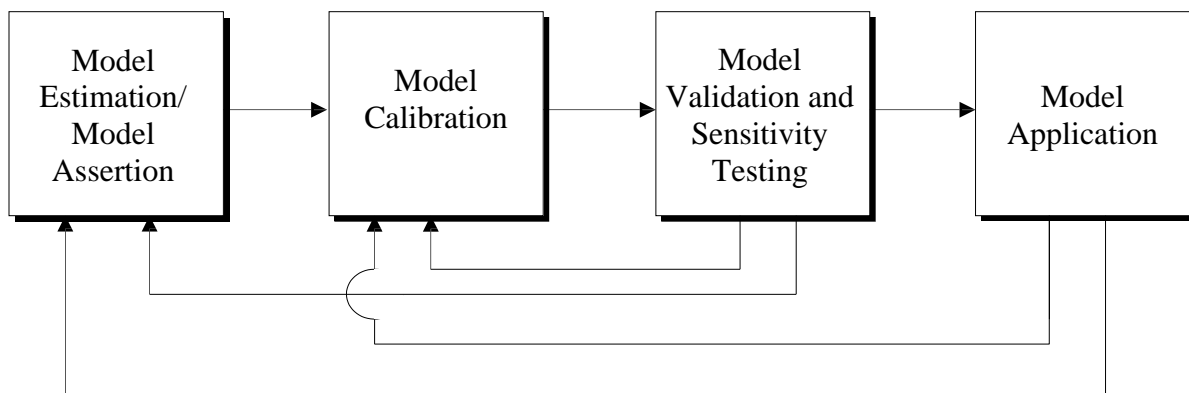 Model
Estimation/
Model
Assertion
Model
Calibration
Model
Validation and
Sensitivity
Testing
Model
Application